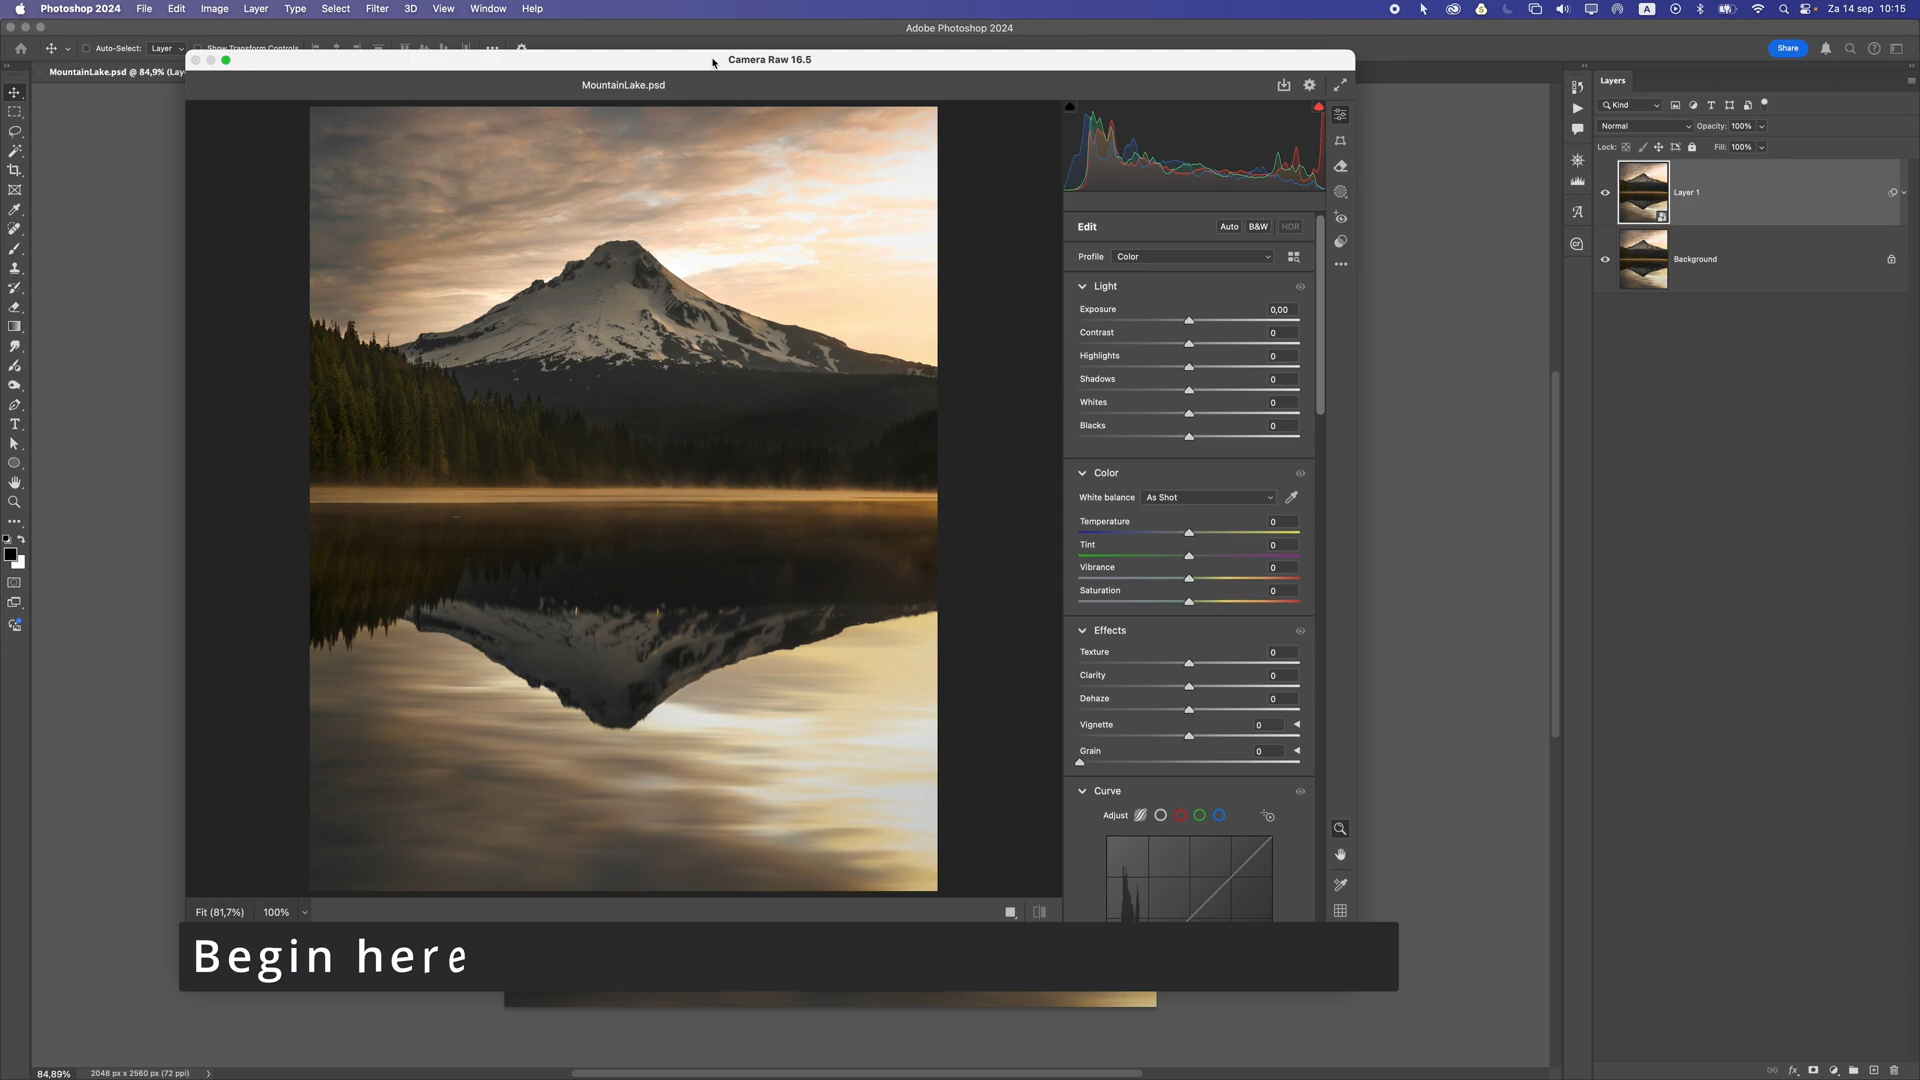 Photoshop 2024 File Edit Image Layer Type Select Filter 3D View Window Help A Za 14 sep 10:15
Adobe Photoshop 2024
Auto-Select: Layer Show Transform Controls Share
MountainLake.psd @ 84,9% (Lay
Camera Raw 16.5
MountainLake.psd
Edit Auto B&W HDR
Profile Color
Light
Exposure 0,00
Contrast 0
Highlights 0
Shadows 0
Whites 0
Blacks 0
Color
White balance As Shot
Temperature 0
Tint 0
Vibrance 0
Saturation 0
Effects
Texture 0
Clarity 0
Dehaze 0
Vignette 0
Grain 0
Curve
Adjust
Fit (81,7%) 100%
Begin here
84,89% 2048 px x 2560 px (72 ppi)
Layers
Kind
Normal Opacity: 100%
Lock: Fill: 100%
Layer 1
Background